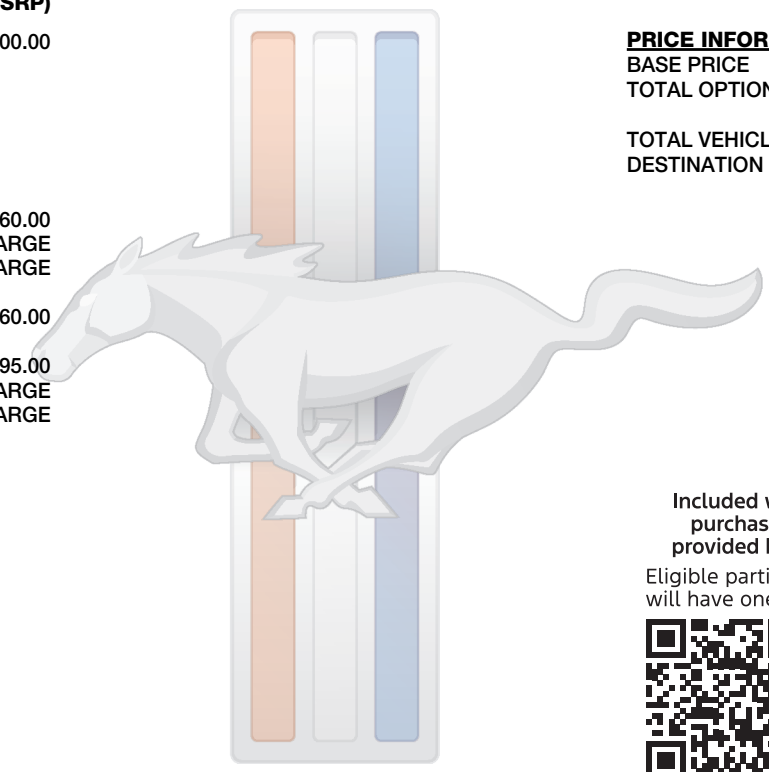 SRP)
00.00
60.00
ARGE
ARGE
60.00
95.00
ARGE
ARGE
PRICE INFOR
BASE PRICE
TOTAL OPTION
TOTAL VEHICL
DESTINATION
Included w
purchas
provided b
Eligible parti
will have one